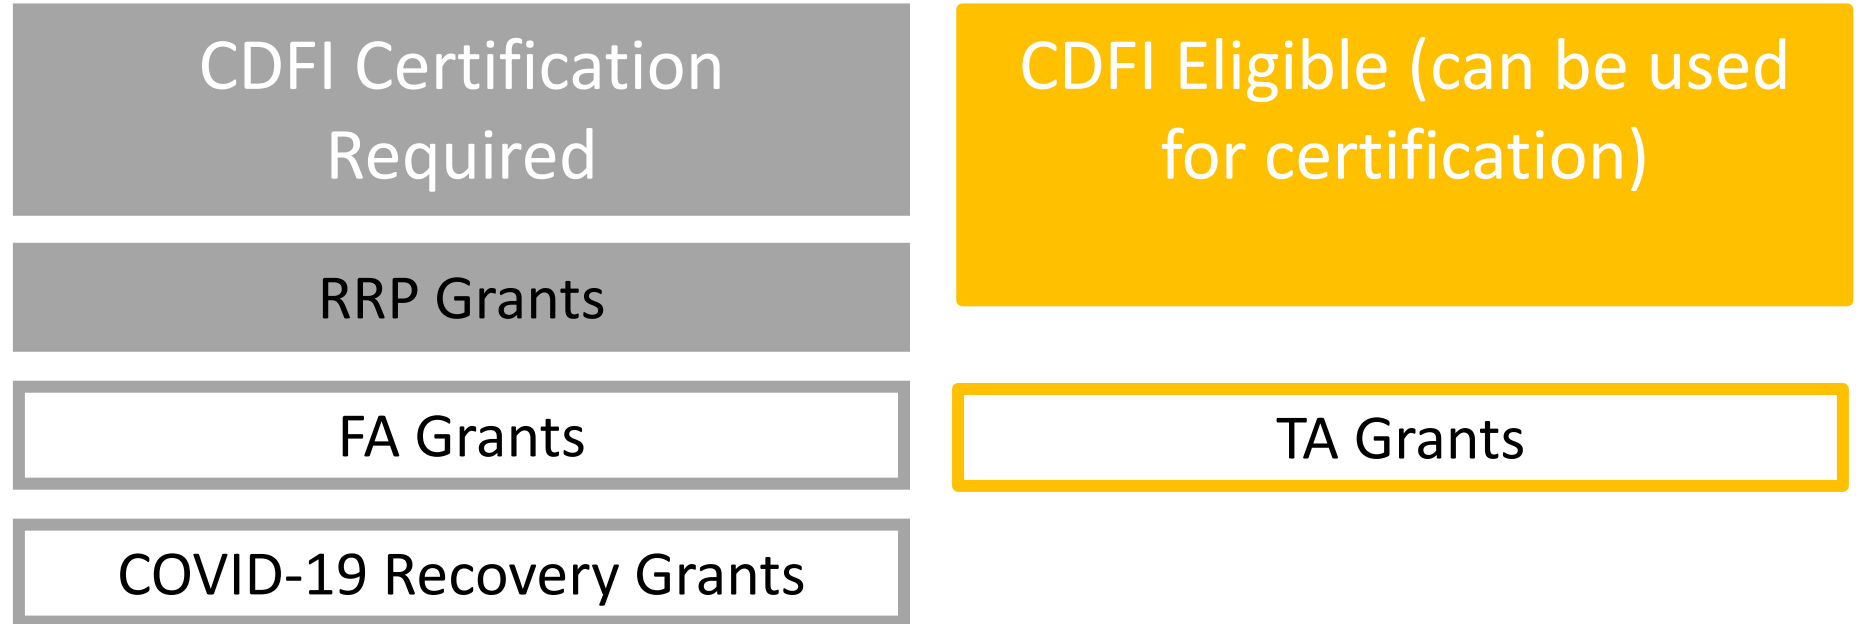 CDFI Certification
Required
RRP Grants
FA Grants
COVID-19 Recovery Grants
CDFI Eligible (can be used
for certification)
TA Grants